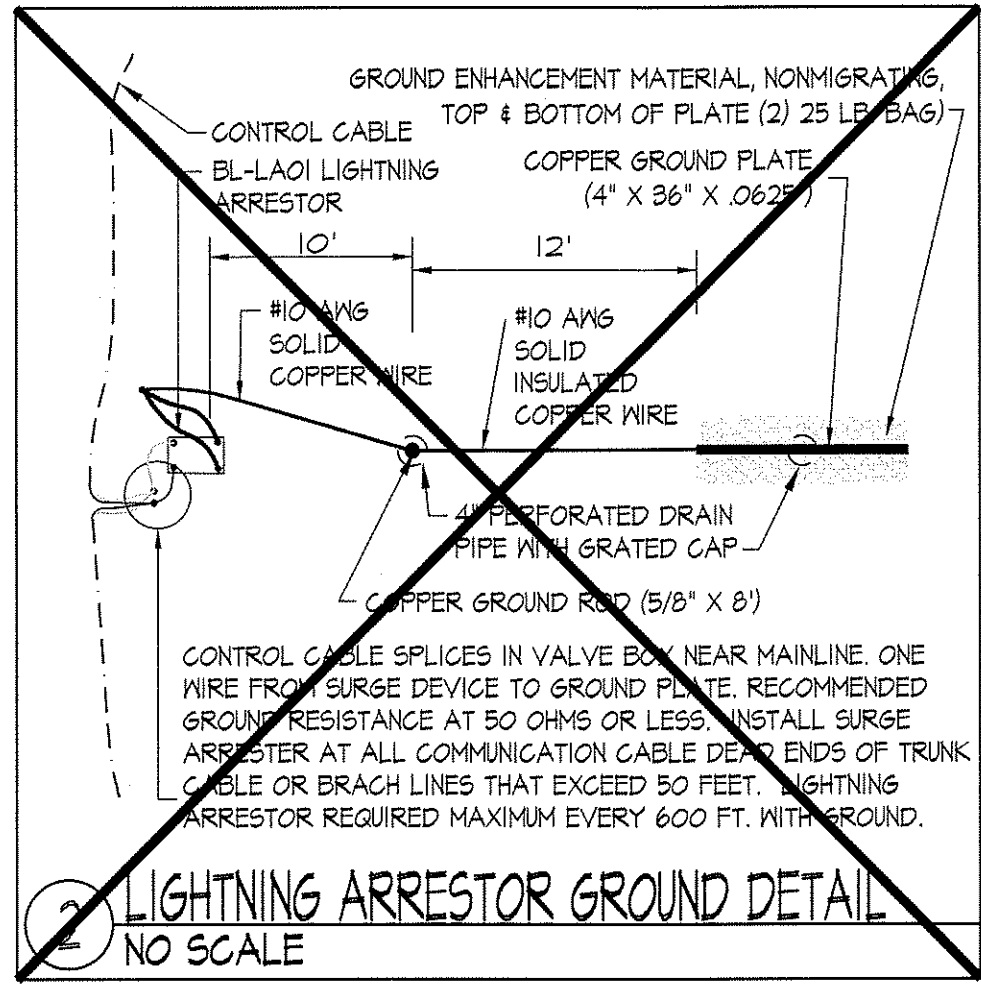 GROUND ENHANCEMENT MATERIAL, NONMIGRATING,
TOP & BOTTOM OF PLATE (2) 25 LB BAG)
CONTROL CABLE
BL-LA01 LIGHTNING
ARRESTOR
COPPER GROUND PLATE
(4" X 36" X .0625")
10'
12'
#10 AWG
SOLID
COPPER WIRE
#10 AWG
SOLID
INSULATED
COPPER WIRE
4" PERFORATED DRAIN
PIPE WITH GRATED CAP
COPPER GROUND ROD (5/8" X 8')
CONTROL CABLE SPLICES IN VALVE BOX NEAR MAINLINE. ONE
WIRE FROM SURGE DEVICE TO GROUND PLATE. RECOMMENDED
GROUND RESISTANCE AT 50 OHMS OR LESS. INSTALL SURGE
ARRESTER AT ALL COMMUNICATION CABLE DEAD ENDS OF TRUNK
CABLE OR BRACH LINES THAT EXCEED 50 FEET. LIGHTNING
ARRESTOR REQUIRED MAXIMUM EVERY 600 FT. WITH GROUND.
2 LIGHTNING ARRESTOR GROUND DETAIL
NO SCALE